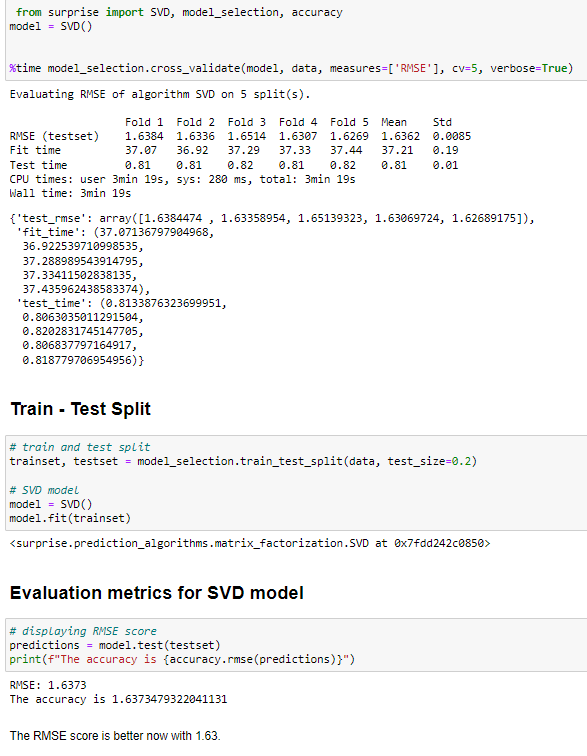 from surprise import SVD, model_selection, accuracy
model = SVD()
%time model_selection.cross_validate(model, data, measures=['RMSE'], cv=5, verbose=True)
Evaluating RMSE of algorithm SVD on 5 split(s).
Fold 1 Fold 2 Fold 3 Fold 4 Fold 5 Mean Std
RMSE (testset) 1.6384 1.6336 1.6514 1.6307 1.6269 1.6362 0.0085
Fit time 37.07 36.92 37.29 37.33 37.44 37.21 0.19
Test time 0.81 0.81 0.82 0.81 0.82 0.81 0.01
CPU times: user 3min 19s, sys: 280 ms, total: 3min 19s
Wall time: 3min 19s
{'test_rmse': array([1.6384474 , 1.63358954, 1.65139323, 1.63069724, 1.62689175]),
'fit_time': (37.07136797904968,
36.922539710998535,
37.288989543914795,
37.33411502838135,
37.435962438583374),
'test_time': (0.8133876323699951,
0.8063035011291504,
0.8202831745147705,
0.806837797164917,
0.818779706954956)}
Train - Test Split
# train and test split
trainset, testset = model_selection.train_test_split(data, test_size=0.2)
# SVD model
model = SVD()
model.fit(trainset)
<surprise.prediction_algorithms.matrix_factorization.SVD at 0x7fdd242c0850>
Evaluation metrics for SVD model
# displaying RMSE score
predictions = model.test(testset)
print(f"The accuracy is {accuracy.rmse(predictions)}")
RMSE: 1.6373
The accuracy is 1.6373479322041131
The RMSE score is better now with 1.63.